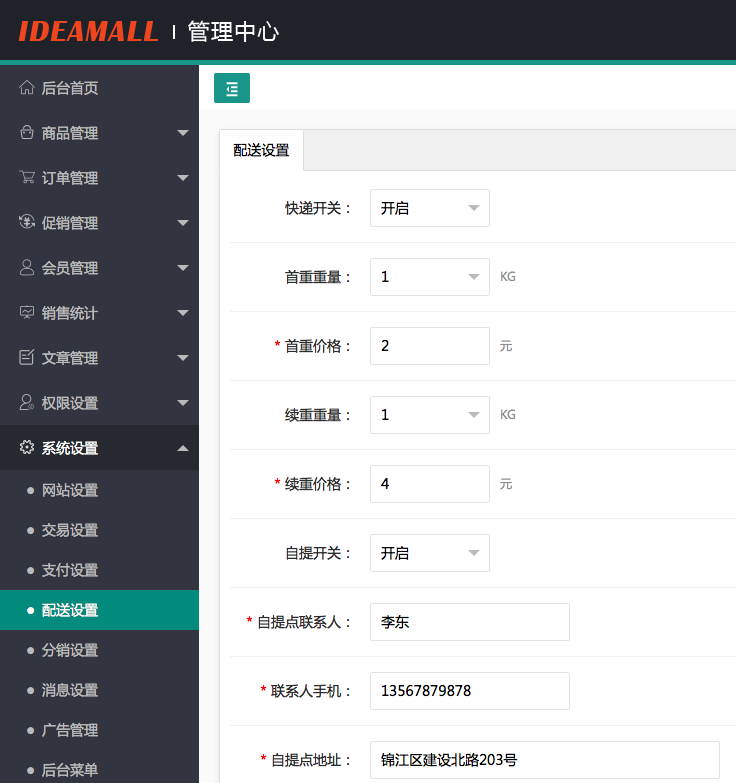 IDEAMALL | 管理中心
后台首页
商品管理
订单管理
促销管理
会员管理
销售统计
文章管理
权限设置
系统设置
网站设置
交易设置
支付设置
配送设置
分销设置
消息设置
广告管理
后台菜单
配送设置
快递开关： 开启
首重重量： 1 KG
* 首重价格： 2 元
续重重量： 1 KG
* 续重价格： 4 元
自提开关： 开启
* 自提点联系人： 李东
* 联系人手机： 13567879878
* 自提点地址： 锦江区建设北路203号